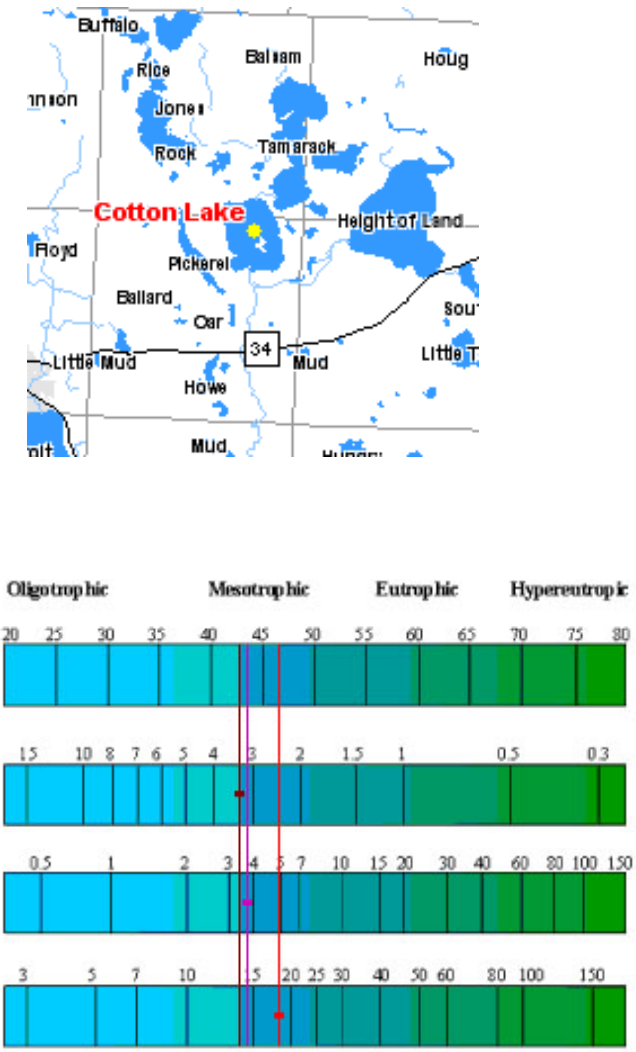 Buffalo
Balsam
Houg
Rice
nnson
Jones
Rock
Tamarack
Cotton Lake
Height of Land
Floyd
Pickerel
Ballard
Oar
Sou
34
Little Mud
Mud
Little T
Howe
Mud
oit
Oligotrophic Mesotrophic Eutrophic Hypereutropic
20 25 30 35 40 45 50 55 60 65 70 75 80
15 10 8 7 6 5 4 3 2 1.5 1 0.5 0.3
0.5 1 2 3 4 5 7 10 15 20 30 40 60 80 100 150
3 5 7 10 15 20 25 30 40 50 60 80 100 150